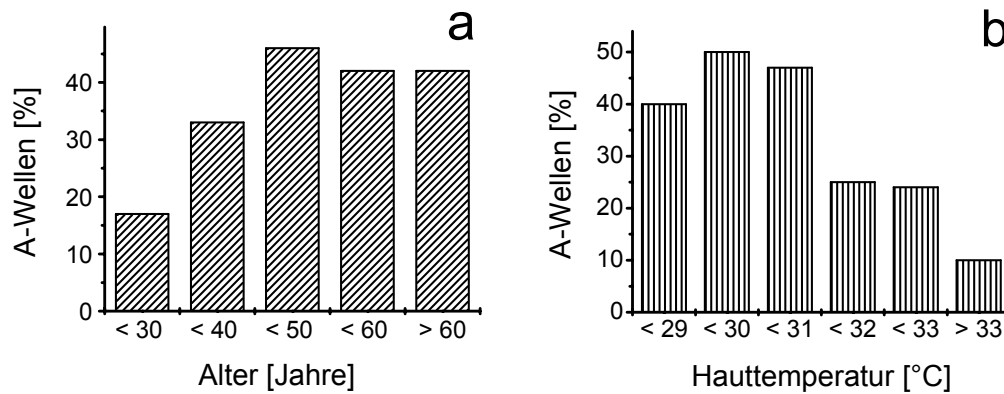 a
A-Wellen [%]
40
30
20
10
0
< 30 < 40 < 50 < 60 > 60
Alter [Jahre]
b
A-Wellen [%]
50
40
30
20
10
0
< 29 < 30 < 31 < 32 < 33 > 33
Hauttemperatur [°C]